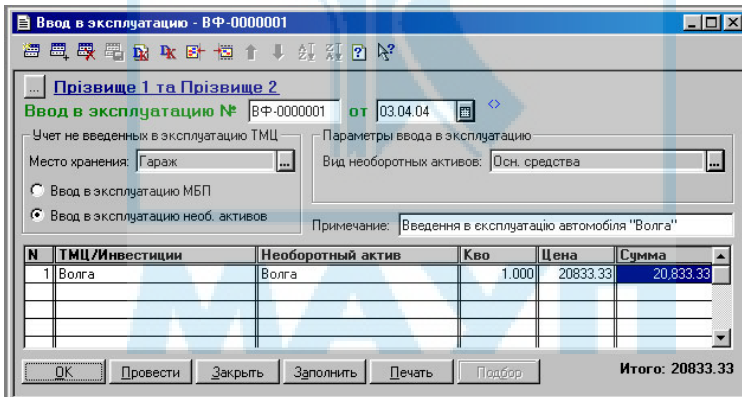 Ввод в эксплуатацию - ВФ-0000001
... Прізвище 1 та Прізвище 2
Ввод в эксплуатацию № ВФ-0000001 от 03.04.04 <>
Учет не введенных в эксплуатацию ТМЦ Параметры ввода в эксплуатацию
Место хранения: Гараж ... Вид необоротных активов: Осн. средства ...
Ввод в эксплуатацию МБП
Ввод в эксплуатацию необ. активов Примечание: Введення в експлуатацію автомобіля "Волга"
N ТМЦ/Инвестиции Необоротный актив Кво Цена Сумма
1 Волга Волга 1.000 20833.33 20,833.33
OK Провести Закрыть Заполнить Печать Подбор Итого: 20833.33
МАУП